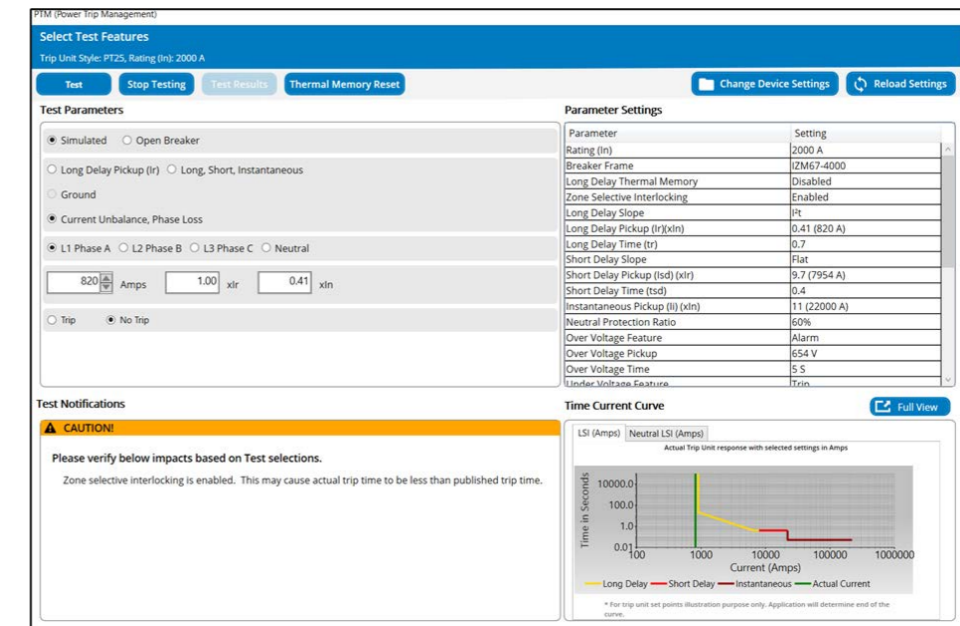 PTM (Power Trip Management)
Select Test Features
Trip Unit Style: PT25, Rating (In): 2000 A
Test Stop Testing Test Results Thermal Memory Reset Change Device Settings Reload Settings
Test Parameters
Simulated Open Breaker
Long Delay Pickup (Ir) Long, Short, Instantaneous
Ground
Current Unbalance, Phase Loss
L1 Phase A L2 Phase B L3 Phase C Neutral
820 Amps 1.00 xIr 0.41 xIn
Trip No Trip
Parameter Settings
Parameter Setting
Rating (In) 2000 A
Breaker Frame IZM67-4000
Long Delay Thermal Memory Disabled
Zone Selective Interlocking Enabled
Long Delay Slope I²t
Long Delay Pickup (Ir)(xIn) 0.41 (820 A)
Long Delay Time (tr) 0.7
Short Delay Slope Flat
Short Delay Pickup (Isd) (xIr) 9.7 (7954 A)
Short Delay Time (tsd) 0.4
Instantaneous Pickup (Ii) (xIn) 11 (22000 A)
Neutral Protection Ratio 60%
Over Voltage Feature Alarm
Over Voltage Pickup 654 V
Over Voltage Time 5 S
Under Voltage Feature Trip
Test Notifications
CAUTION!
Please verify below impacts based on Test selections.
Zone selective interlocking is enabled. This may cause actual trip time to be less than published trip time.
Time Current Curve Full View
LSI (Amps) Neutral LSI (Amps)
Actual Trip Unit response with selected settings in Amps
Time in Seconds
10000.0
100.0
1.0
0.01
100 1000 10000 100000 1000000
Current (Amps)
Long Delay Short Delay Instantaneous Actual Current
* For trip unit set points illustration purpose only. Application will determine end of the
curve.